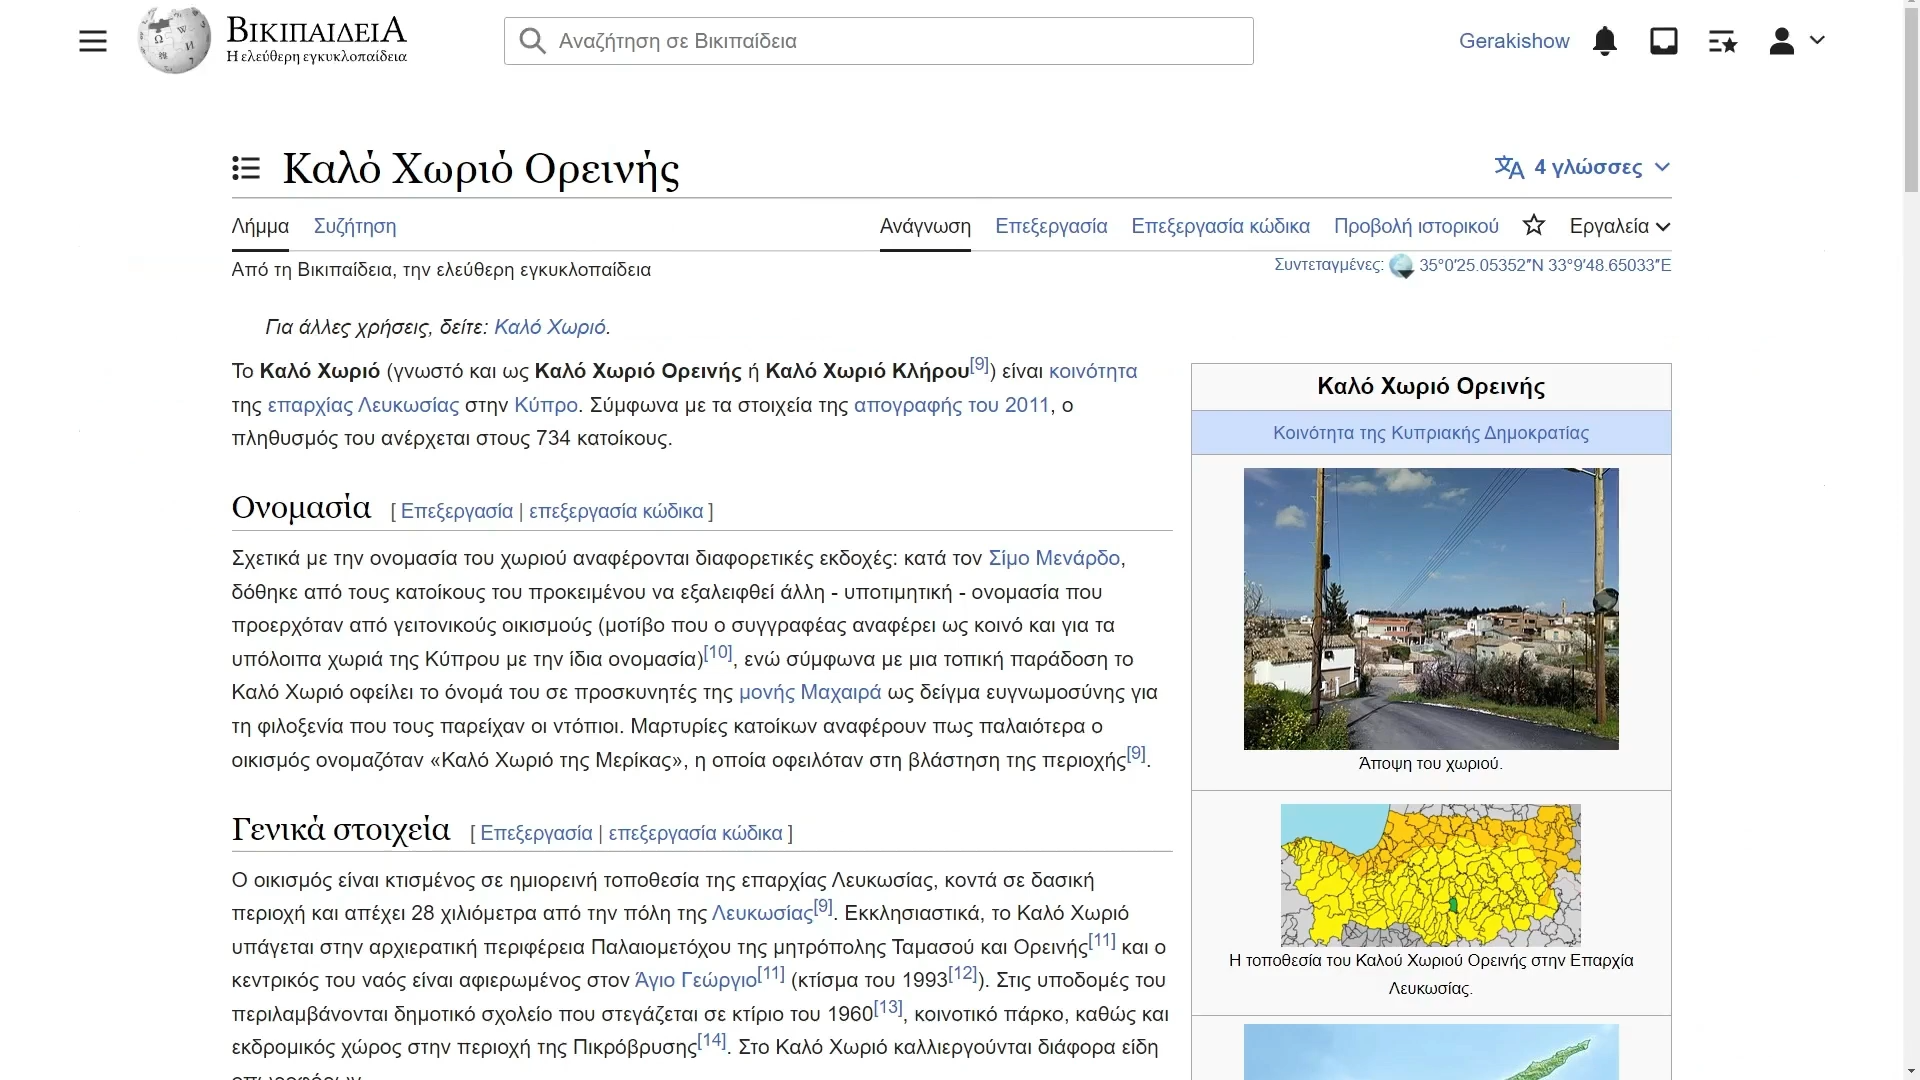 ΒικιπαιδειΑ
Η ελεύθερη εγκυκλοπαίδεια
Αναζήτηση σε Βικιπαίδεια
Gerakishow
Καλό Χωριό Ορεινής
4 γλώσσες
Λήμμα Συζήτηση Ανάγνωση Επεξεργασία Επεξεργασία κώδικα Προβολή ιστορικού Εργαλεία
Από τη Βικιπαίδεια, την ελεύθερη εγκυκλοπαίδεια
Συντεταγμένες: 35°0′25.05352″N 33°9′48.65033″E
Για άλλες χρήσεις, δείτε: Καλό Χωριό.
Το Καλό Χωριό (γνωστό και ως Καλό Χωριό Ορεινής ή Καλό Χωριό Κλήρου[9]) είναι κοινότητα
της επαρχίας Λευκωσίας στην Κύπρο. Σύμφωνα με τα στοιχεία της απογραφής του 2011, ο
πληθυσμός του ανέρχεται στους 734 κατοίκους.
Ονομασία [ Επεξεργασία | επεξεργασία κώδικα ]
Σχετικά με την ονομασία του χωριού αναφέρονται διαφορετικές εκδοχές: κατά τον Σίμο Μενάρδο,
δόθηκε από τους κατοίκους του προκειμένου να εξαλειφθεί άλλη - υποτιμητική - ονομασία που
προερχόταν από γειτονικούς οικισμούς (μοτίβο που ο συγγραφέας αναφέρει ως κοινό και για τα
υπόλοιπα χωριά της Κύπρου με την ίδια ονομασία)[10], ενώ σύμφωνα με μια τοπική παράδοση το
Καλό Χωριό οφείλει το όνομά του σε προσκυνητές της μονής Μαχαιρά ως δείγμα ευγνωμοσύνης για
τη φιλοξενία που τους παρείχαν οι ντόπιοι. Μαρτυρίες κατοίκων αναφέρουν πως παλαιότερα ο
οικισμός ονομαζόταν «Καλό Χωριό της Μερίκας», η οποία οφειλόταν στη βλάστηση της περιοχής[9].
Γενικά στοιχεία [ Επεξεργασία | επεξεργασία κώδικα ]
Ο οικισμός είναι κτισμένος σε ημιορεινή τοποθεσία της επαρχίας Λευκωσίας, κοντά σε δασική
περιοχή και απέχει 28 χιλιόμετρα από την πόλη της Λευκωσίας[9]. Εκκλησιαστικά, το Καλό Χωριό
υπάγεται στην αρχιερατική περιφέρεια Παλαιομετόχου της μητρόπολης Ταμασού και Ορεινής[11] και ο
κεντρικός του ναός είναι αφιερωμένος στον Άγιο Γεώργιο[11] (κτίσμα του 1993[12]). Στις υποδομές του
περιλαμβάνονται δημοτικό σχολείο που στεγάζεται σε κτίριο του 1960[13], κοινοτικό πάρκο, καθώς και
εκδρομικός χώρος στην περιοχή της Πικρόβρυσης[14]. Στο Καλό Χωριό καλλιεργούνται διάφορα είδη
Καλό Χωριό Ορεινής
Κοινότητα της Κυπριακής Δημοκρατίας
Άποψη του χωριού.
Η τοποθεσία του Καλού Χωριού Ορεινής στην Επαρχία
Λευκωσίας.